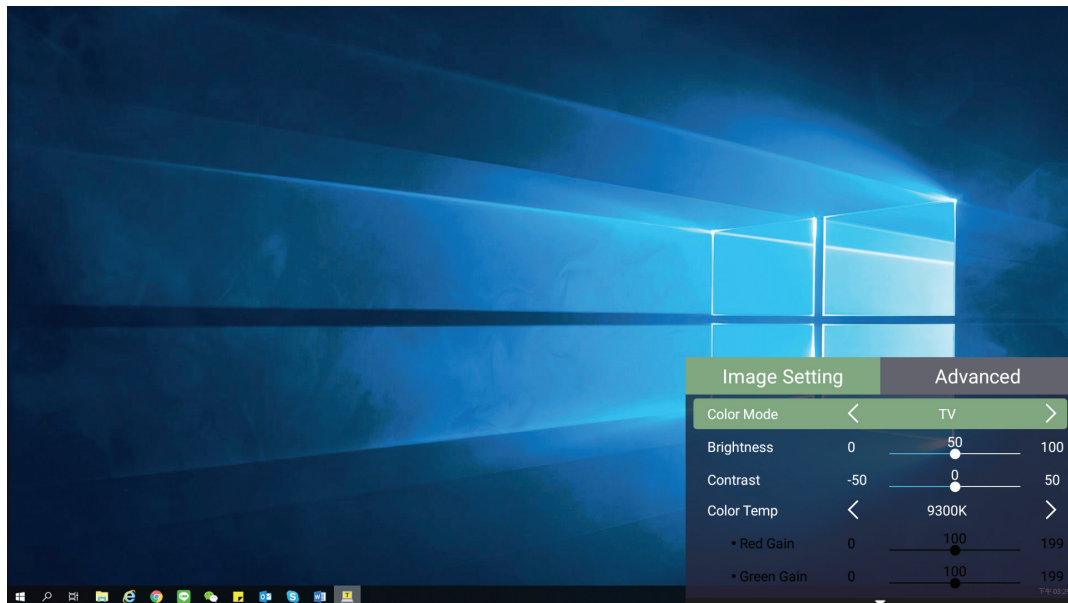 Image Setting Advanced
Color Mode TV
Brightness 0 50 100
Contrast -50 0 50
Color Temp 9300K
• Red Gain 0 100 199
• Green Gain 0 100 199